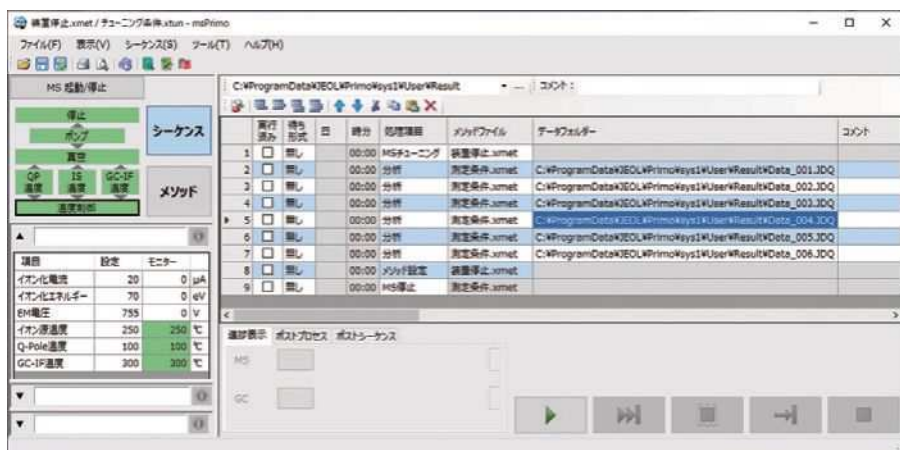 装置停止.xmet / チューニング条件.xtun - msPrimo
ファイル(F) 表示(V) シーケンス(S) ツール(T) ヘルプ(H)
MS 起動/停止
停止
ポンプ
真空
QP 温度
IS 温度
GC-IF 温度
温度制御
シーケンス
メソッド
項目 設定 モニター
イオン化電流 20 0 μA
イオン化エネルギー 70 0 eV
EM電圧 755 0 V
イオン源温度 250 250 ℃
Q-Pole温度 100 100 ℃
GC-IF温度 300 300 ℃
C:¥ProgramData¥JEOL¥Primo¥sys1¥User¥Result ... コメント:
実行済み 待ち形式 日 時分 処理項目 メソッドファイル データフォルダー コメント
1 無し 00:00 MSチューニング 装置停止.xmet
2 無し 00:00 分析 測定条件.xmet C:¥ProgramData¥JEOL¥Primo¥sys1¥User¥Result¥Data_001.JDQ
3 無し 00:00 分析 測定条件.xmet C:¥ProgramData¥JEOL¥Primo¥sys1¥User¥Result¥Data_002.JDQ
4 無し 00:00 分析 測定条件.xmet C:¥ProgramData¥JEOL¥Primo¥sys1¥User¥Result¥Data_003.JDQ
5 無し 00:00 分析 測定条件.xmet C:¥ProgramData¥JEOL¥Primo¥sys1¥User¥Result¥Data_004.JDQ
6 無し 00:00 分析 測定条件.xmet C:¥ProgramData¥JEOL¥Primo¥sys1¥User¥Result¥Data_005.JDQ
7 無し 00:00 分析 測定条件.xmet C:¥ProgramData¥JEOL¥Primo¥sys1¥User¥Result¥Data_006.JDQ
8 無し 00:00 メソッド設定 装置停止.xmet
9 無し 00:00 MS停止 測定条件.xmet
進捗表示 ポストプロセス ポストシーケンス
MS
GC